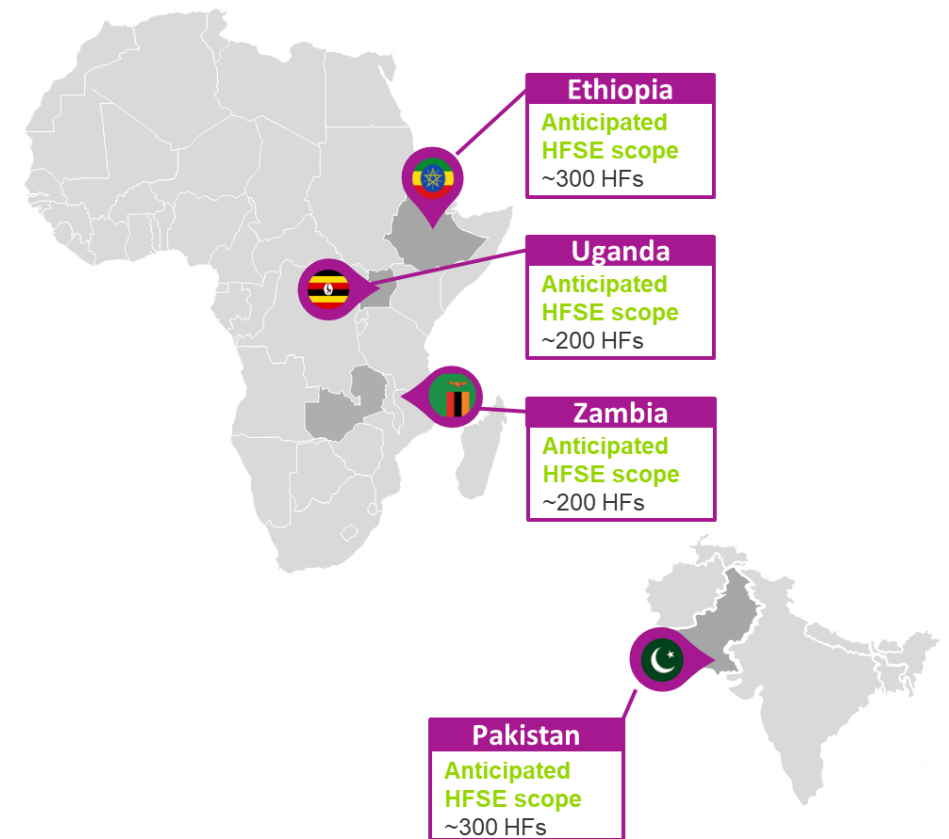 Ethiopia
Anticipated
HFSE scope
~300 HFs
Uganda
Anticipated
HFSE scope
~200 HFs
Zambia
Anticipated
HFSE scope
~200 HFs
Pakistan
Anticipated
HFSE scope
~300 HFs